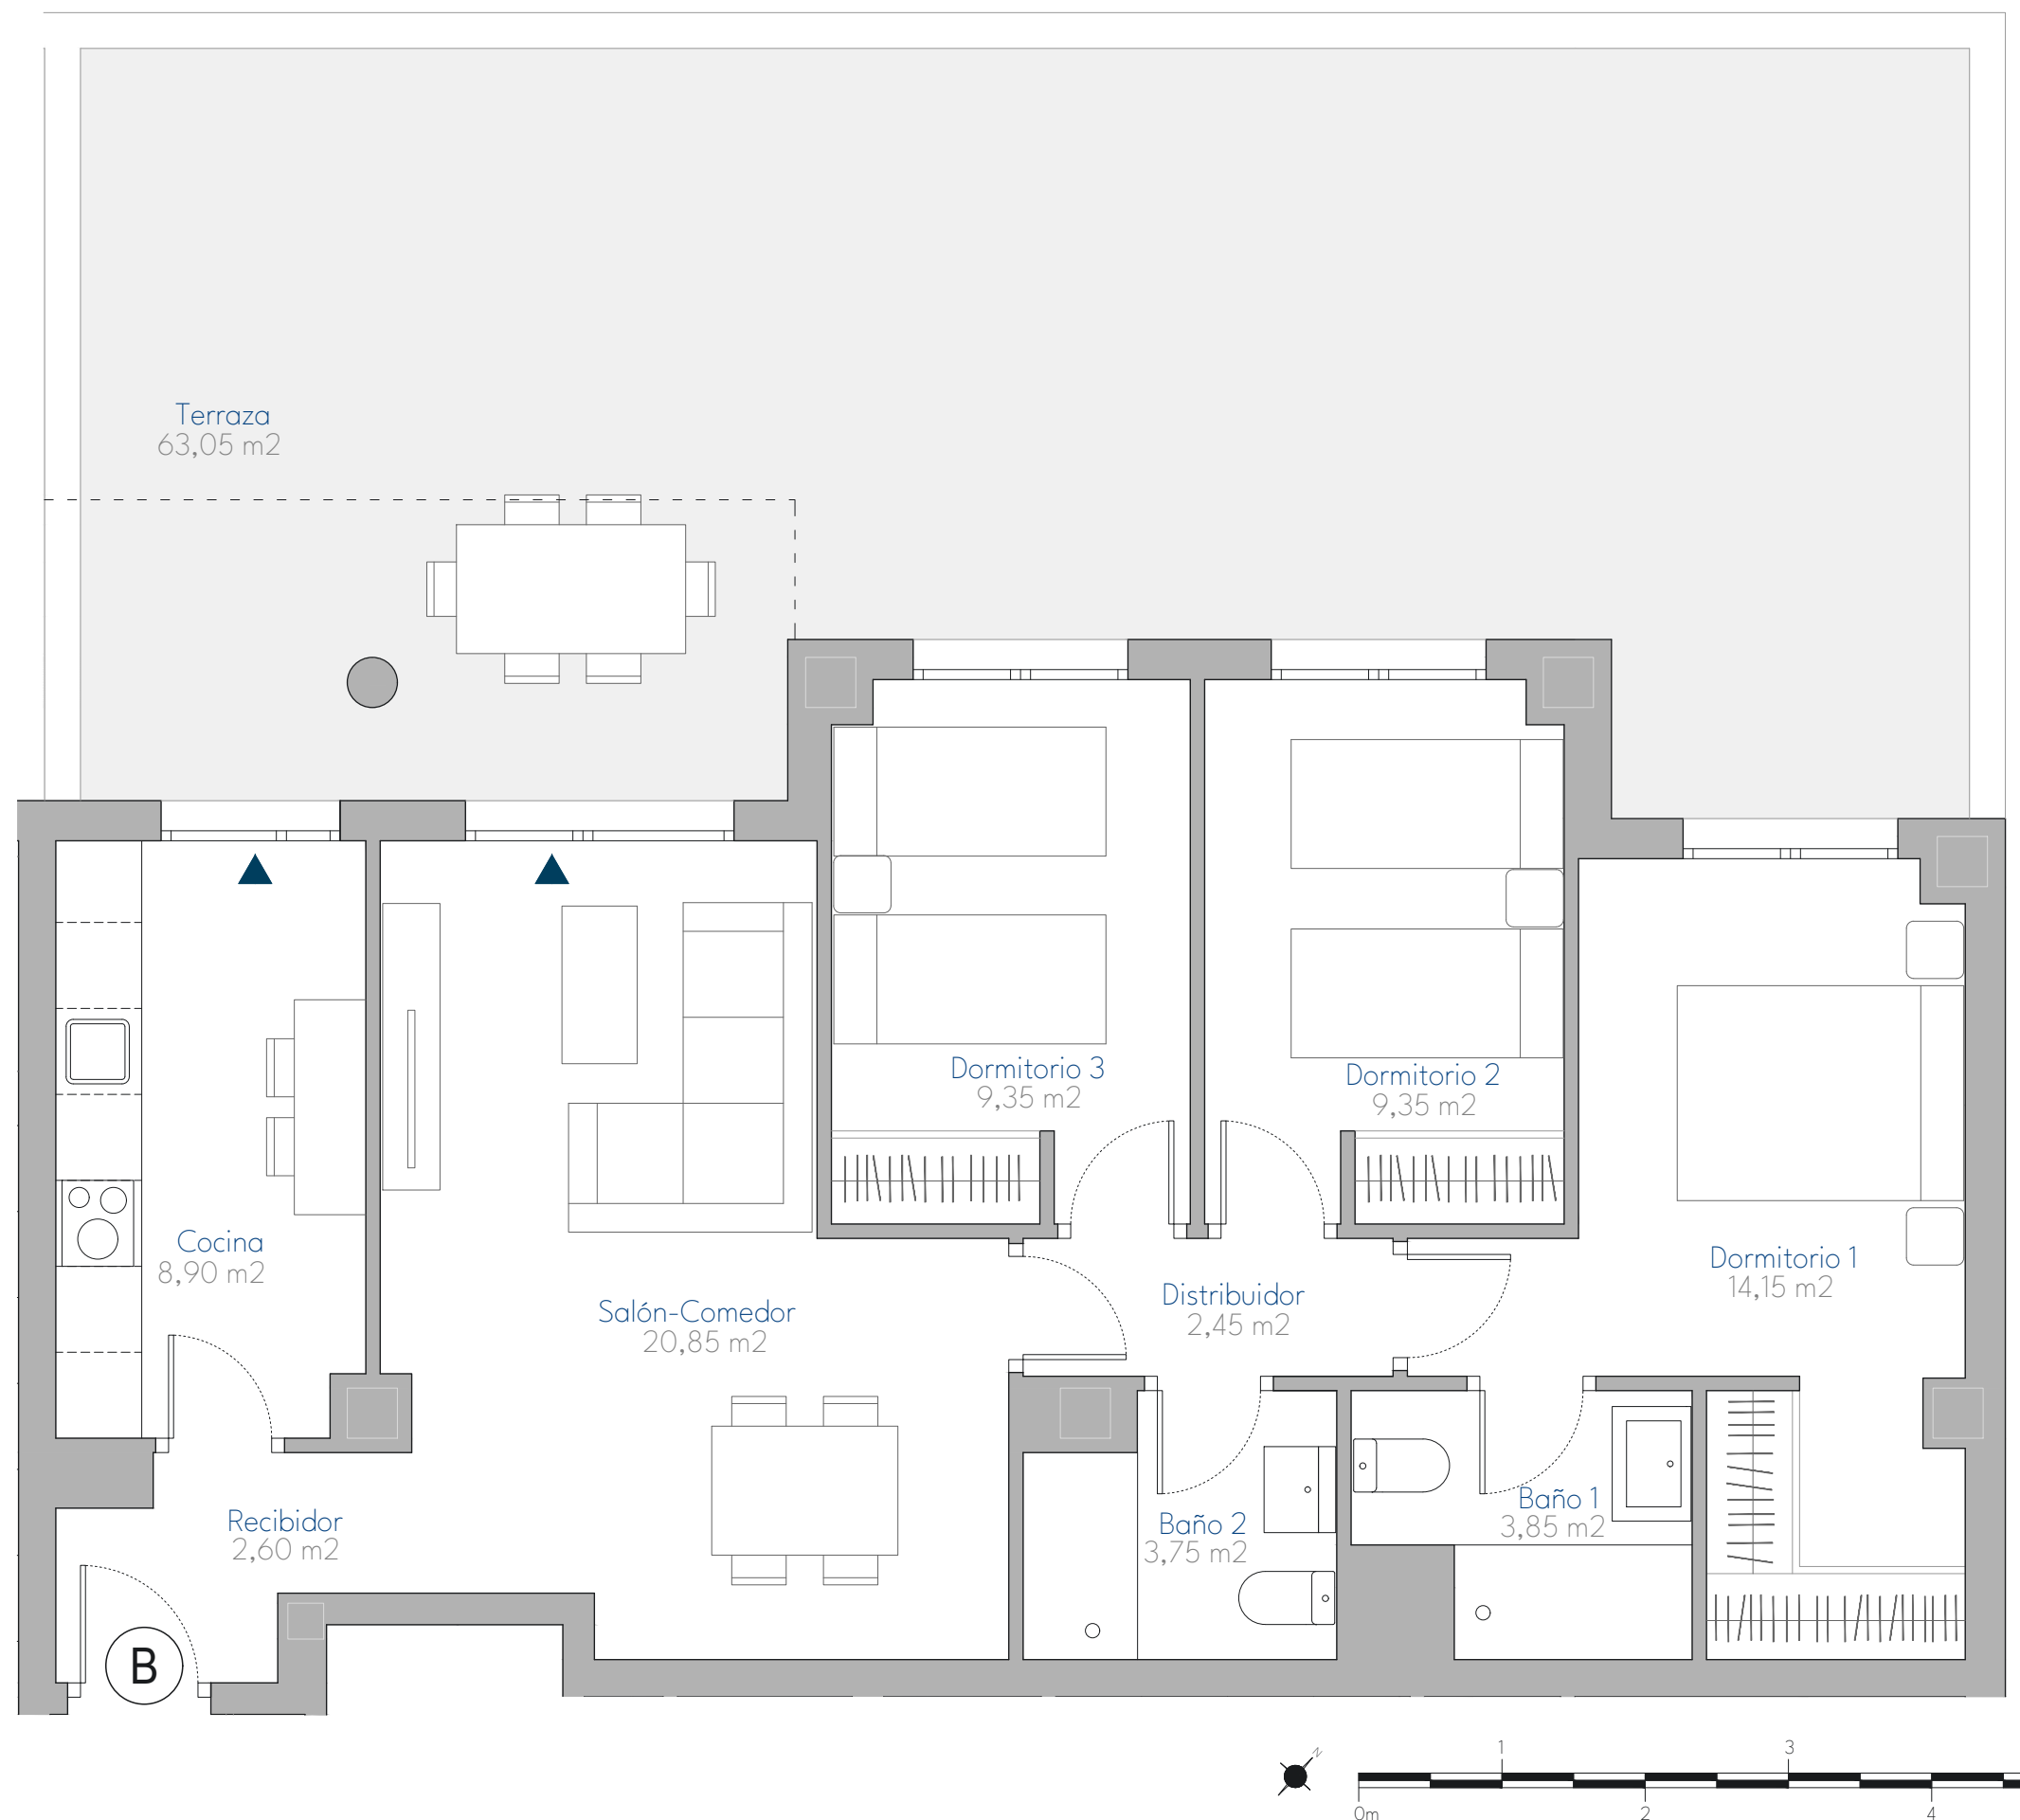 Terraza
63,05 m2
Dormitorio 3
9,35 m2
Dormitorio 2
9,35 m2
Cocina
8,90 m2
Salón-Comedor
20,85 m2
Distribuidor
2,45 m2
Dormitorio 1
14,15 m2
Recibidor
2,60 m2
Baño 2
3,75 m2
Baño 1
3,85 m2
B
N
1
3
0m
2
4